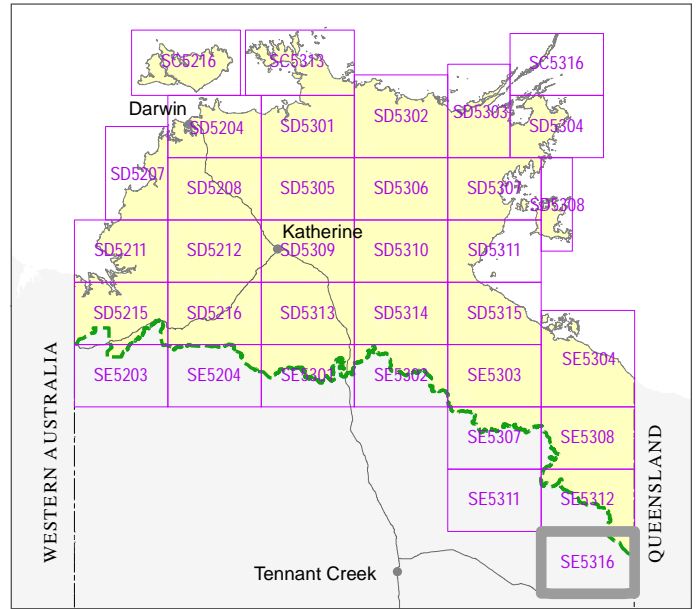 SC5216 SC5313 SC5316
Darwin
SD5204 SD5301 SD5302 SD5303 SD5304
SD5207 SD5208 SD5305 SD5306 SD5307 SD5308
Katherine
SD5211 SD5212 SD5309 SD5310 SD5311
SD5215 SD5216 SD5313 SD5314 SD5315
SE5203 SE5204 SE5301 SE5302 SE5303 SE5304
WESTERN AUSTRALIA
SE5307 SE5308
SE5311 SE5312
QUEENSLAND
SE5316
Tennant Creek